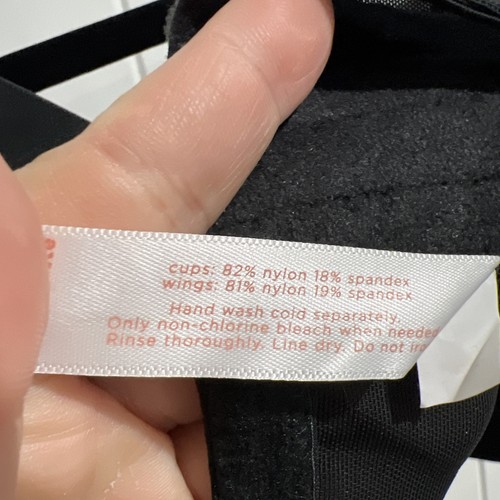 cups: 82% nylon 18% spandex
wings: 81% nylon 19% spandex
Hand wash cold separately.
Only non-chlorine bleach when needed
Rinse thoroughly. Line dry. Do not iro